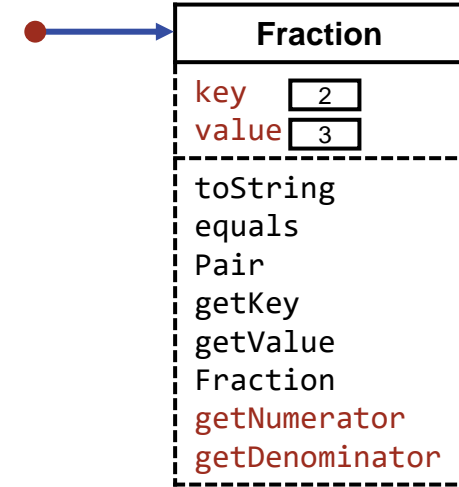 Fraction
key 2
value 3
toString
equals
Pair
getKey
getValue
Fraction
getNumerator
getDenominator